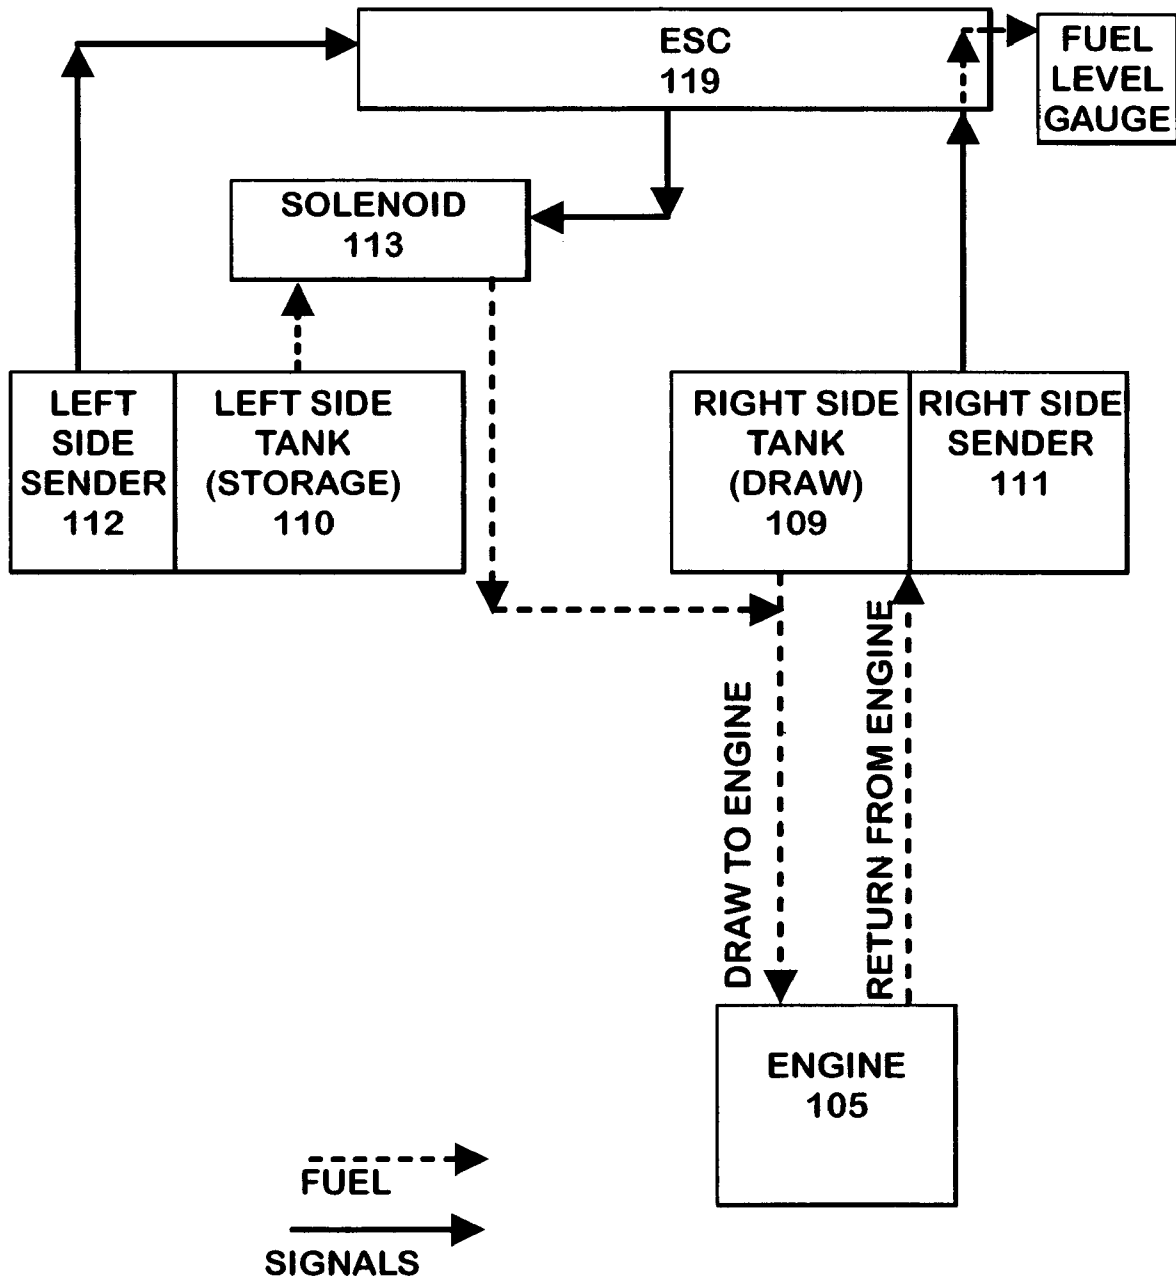 ESC
119
FUEL
LEVEL
GAUGE
SOLENOID
113
LEFT
SIDE
SENDER
112
LEFT SIDE
TANK
(STORAGE)
110
RIGHT SIDE
TANK
(DRAW)
109
RIGHT SIDE
SENDER
111
DRAW TO ENGINE
RETURN FROM ENGINE
ENGINE
105
FUEL
SIGNALS